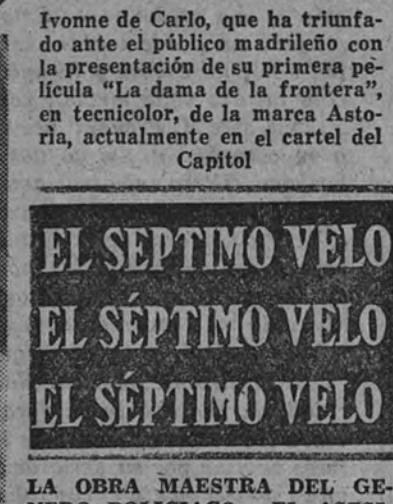 Ivonne de Carlo, que ha triunfa-
do ante el público madrileño con
la presentación de su primera pe-
lícula "La dama de la frontera",
en tecnicolor, de la marca Asto-
ria, actualmente en el cartel del
Capitol
EL SEPTIMO VELO
EL SÉPTIMO VELO
EL SÉPTIMO VELO
LA OBRA MAESTRA DEL GE-